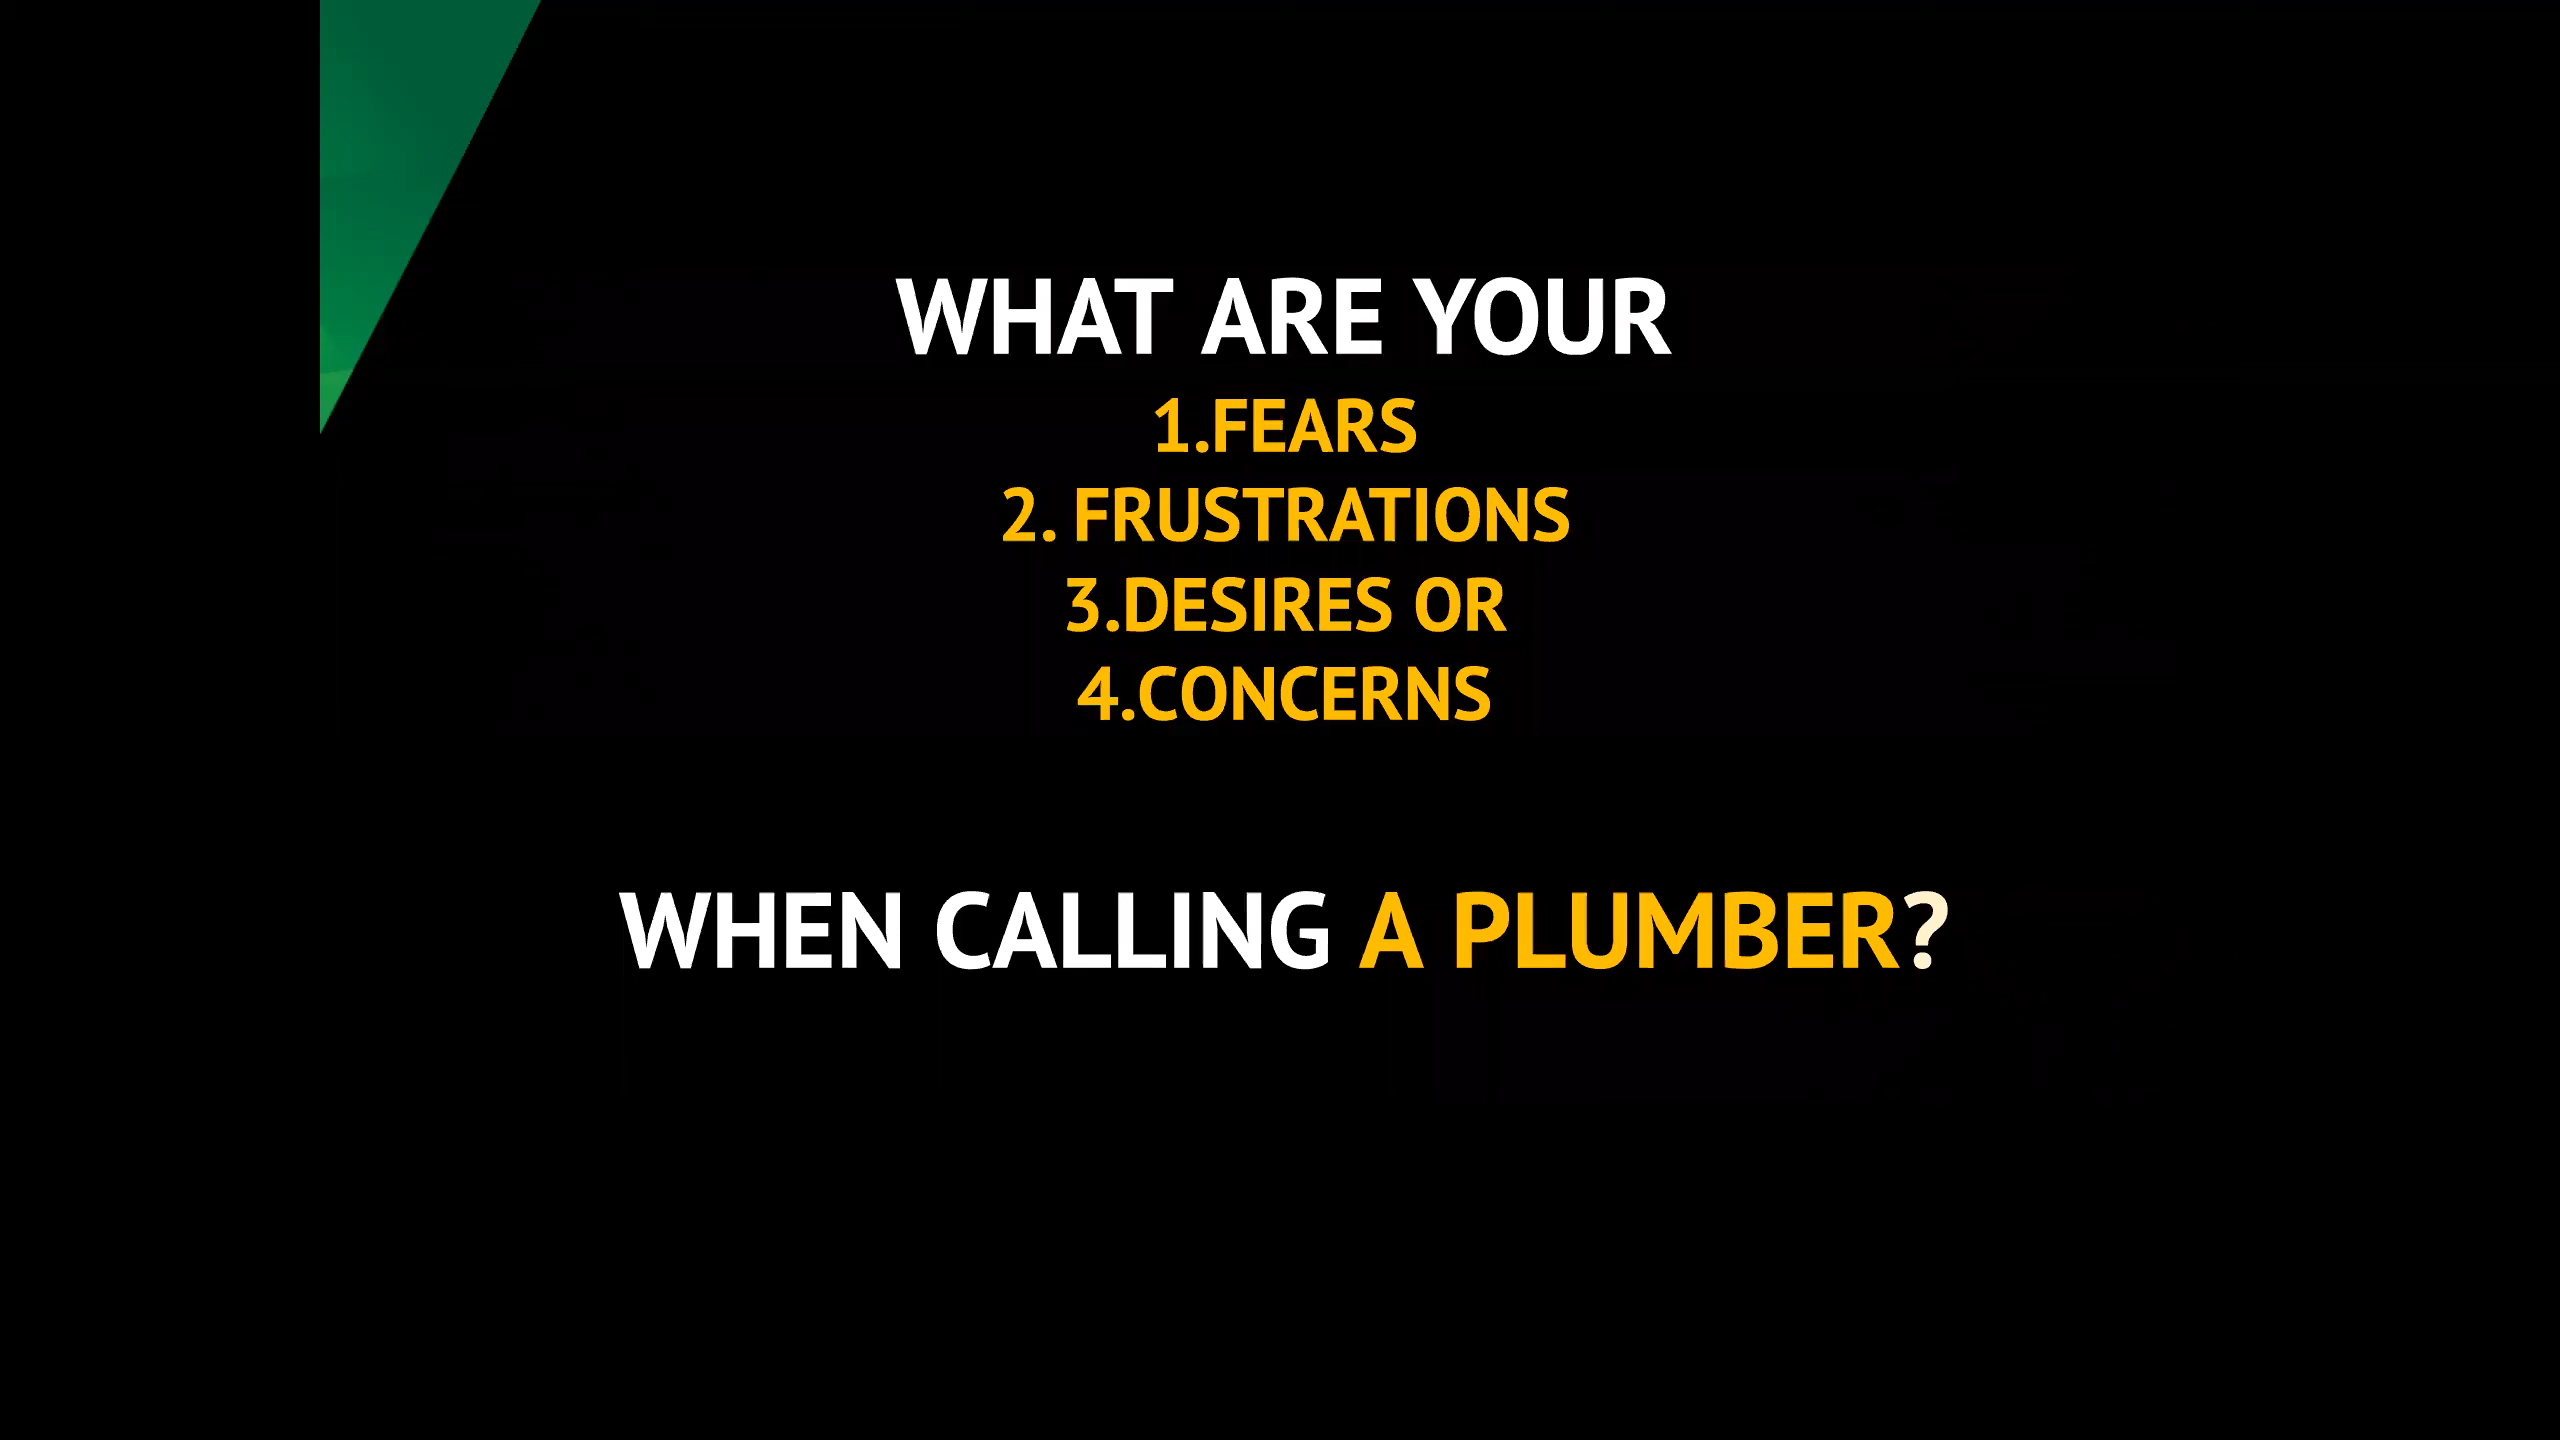 WHAT ARE YOUR
1.FEARS
2. FRUSTRATIONS
3.DESIRES OR
4.CONCERNS
WHEN CALLING A PLUMBER?